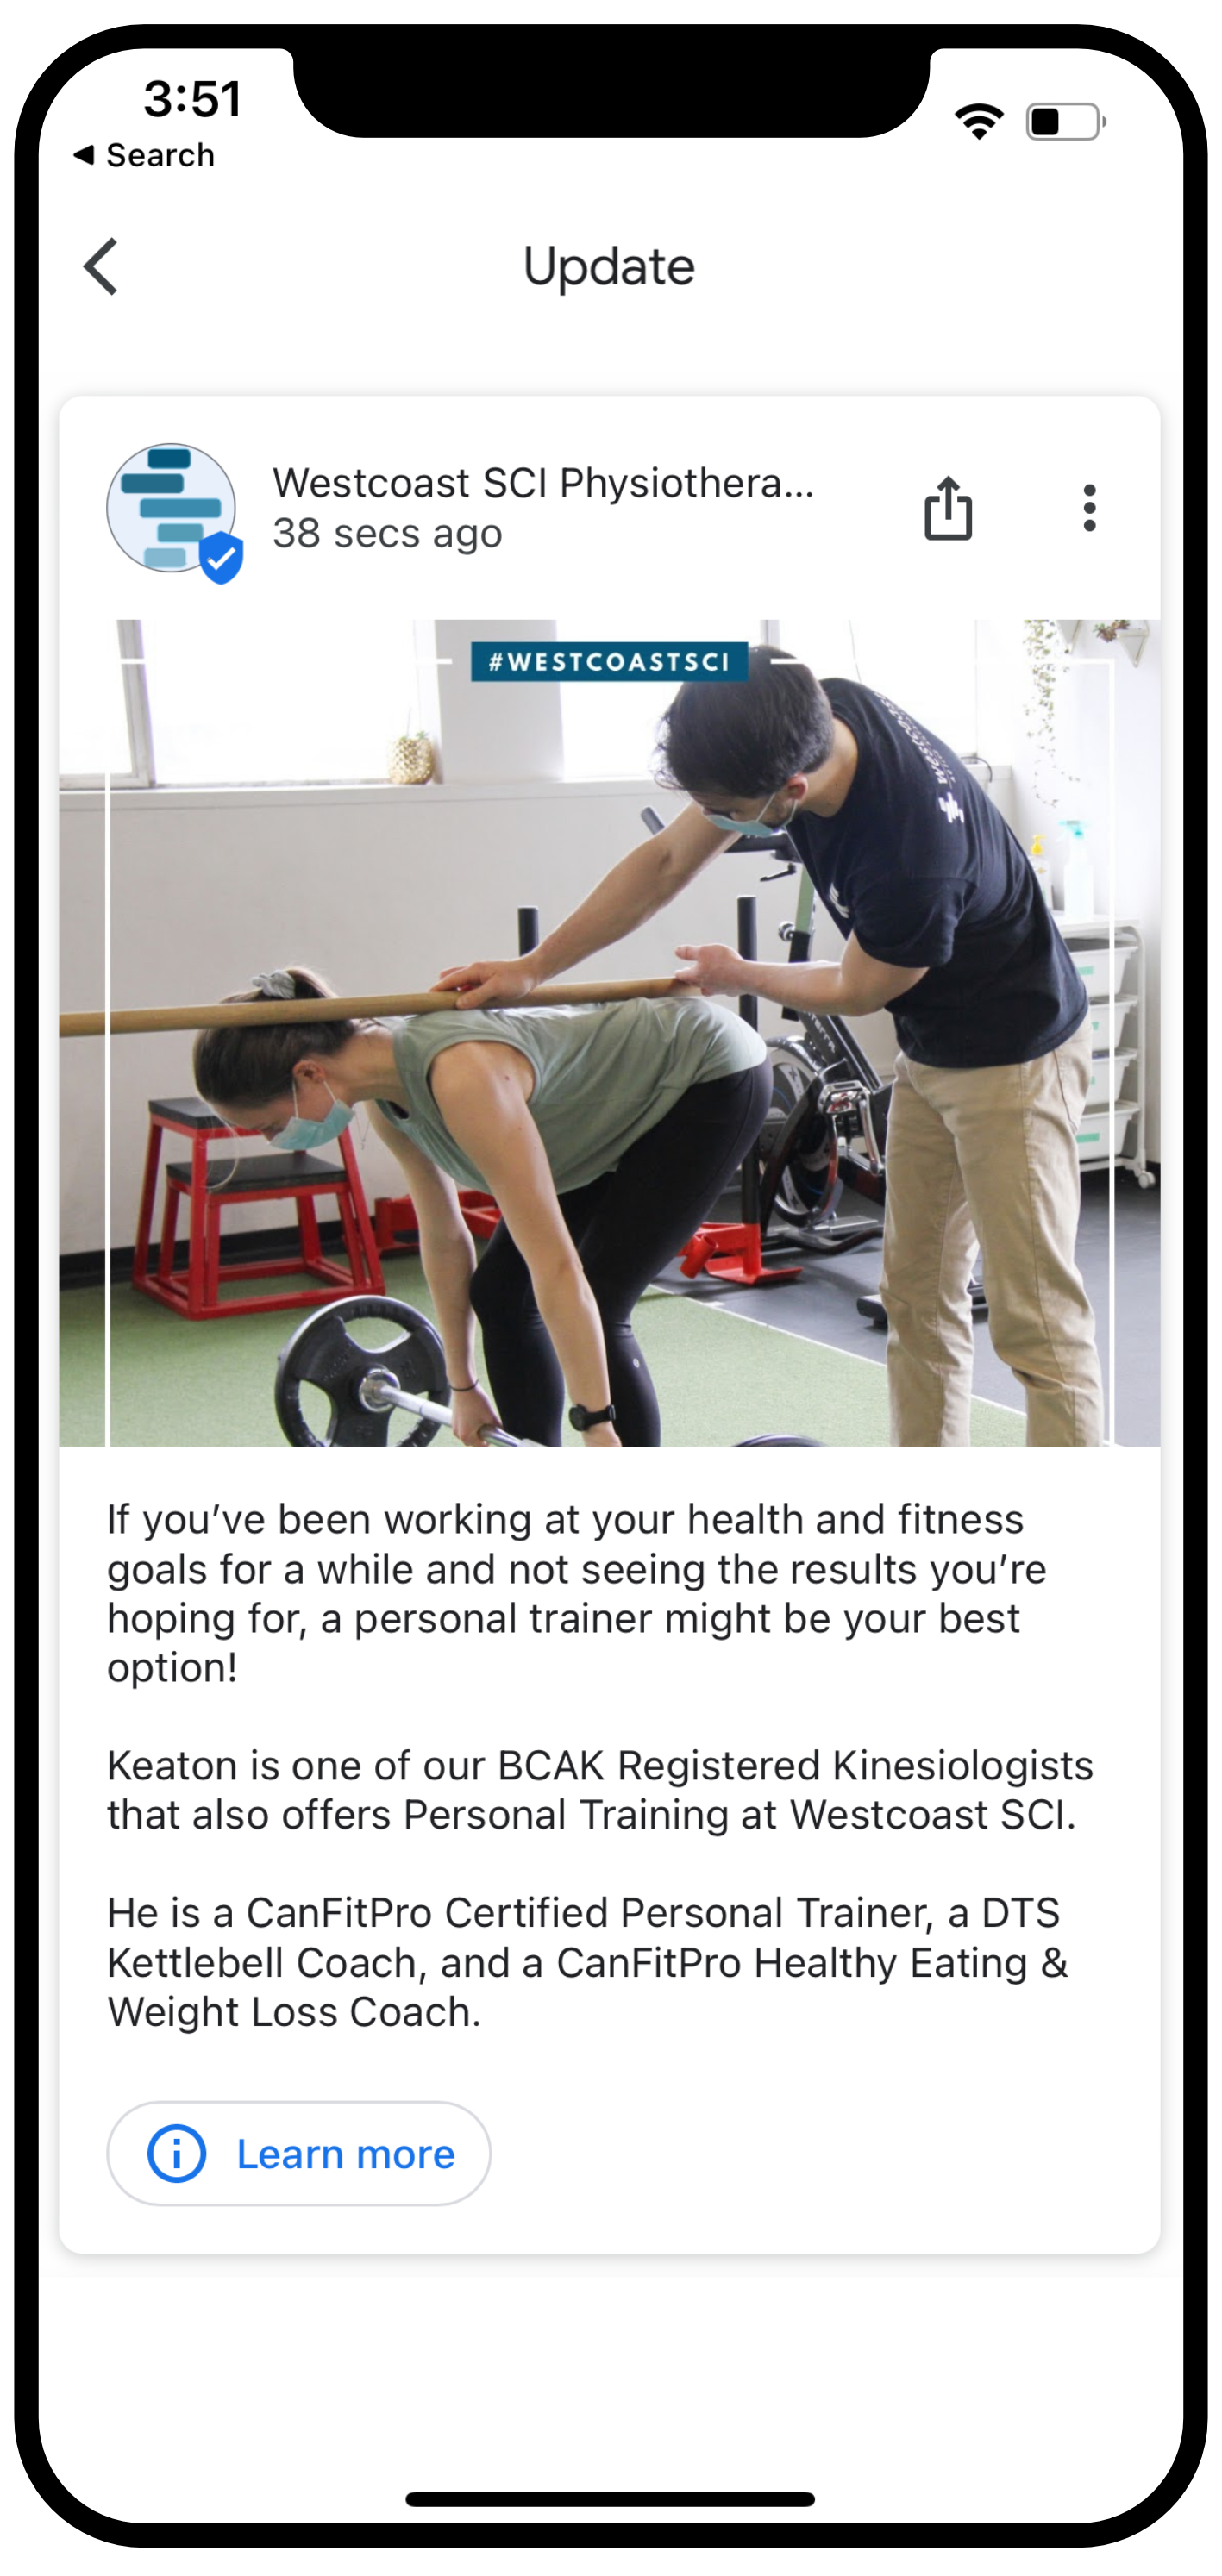 3:51
◀ Search
Update
Westcoast SCI Physiothera...
38 secs ago
#WESTCOASTSCI
If you’ve been working at your health and fitness
goals for a while and not seeing the results you’re
hoping for, a personal trainer might be your best
option!
Keaton is one of our BCAK Registered Kinesiologists
that also offers Personal Training at Westcoast SCI.
He is a CanFitPro Certified Personal Trainer, a DTS
Kettlebell Coach, and a CanFitPro Healthy Eating &
Weight Loss Coach.
Learn more